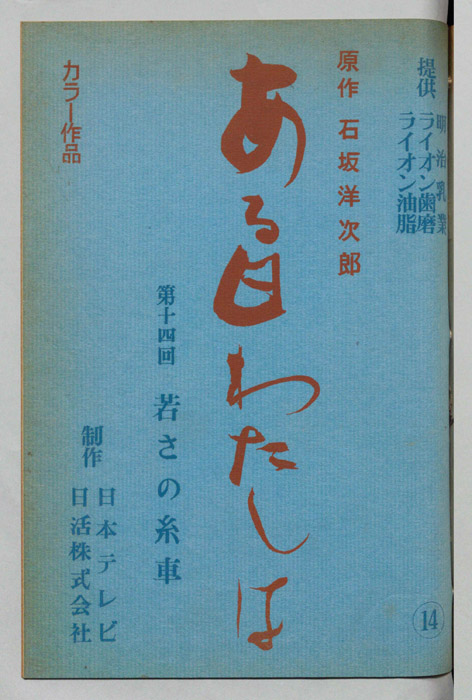 提供
明治乳業
ライオン歯磨
ライオン油脂
原作 石坂洋次郎
ある日わたしは
第十四回 若さの糸車
カラー作品
制作
日本テレビ
日活株式会社
14